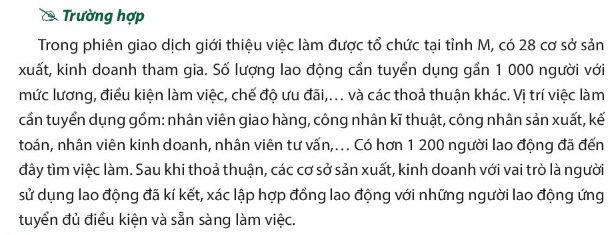 Trường hợp
Trong phiên giao dịch giới thiệu việc làm được tổ chức tại tỉnh M, có 28 cơ sở sản
xuất, kinh doanh tham gia. Số lượng lao động cần tuyển dụng gần 1 000 người với
mức lương, điều kiện làm việc, chế độ ưu đãi,… và các thoả thuận khác. Vị trí việc làm
cần tuyển dụng gồm: nhân viên giao hàng, công nhân kĩ thuật, công nhân sản xuất, kế
toán, nhân viên kinh doanh, nhân viên tư vấn,… Có hơn 1 200 người lao động đã đến
đây tìm việc làm. Sau khi thoả thuận, các cơ sở sản xuất, kinh doanh với vai trò là người
sử dụng lao động đã kí kết, xác lập hợp đồng lao động với những người lao động ứng
tuyển đủ điều kiện và sẵn sàng làm việc.